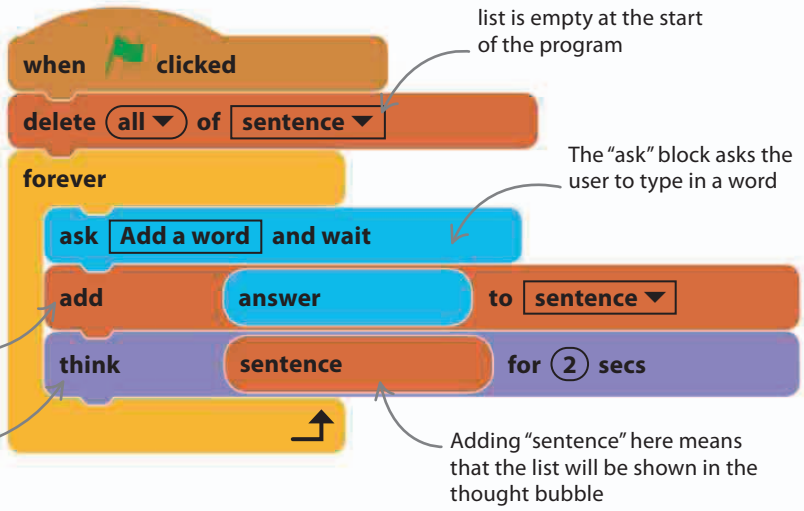 list is empty at the start
of the program
when clicked
delete all of sentence
The "ask" block asks the
user to type in a word
forever
ask Add a word and wait
add answer to sentence
think sentence for 2 secs
Adding "sentence" here means
that the list will be shown in the
thought bubble